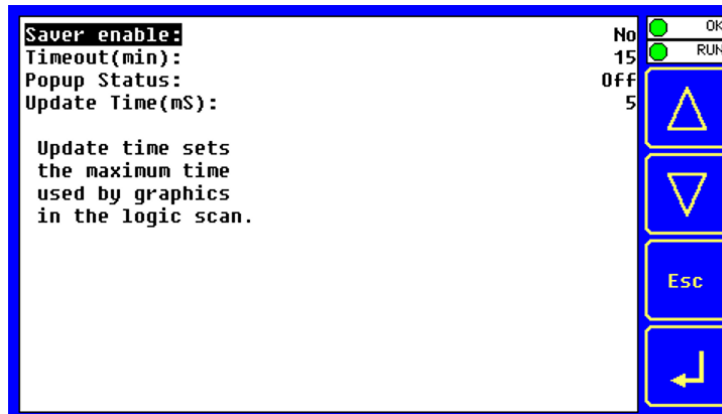 Saver enable: No
Timeout(min): 15
Popup Status: Off
Update Time(mS): 5
Update time sets
the maximum time
used by graphics
in the logic scan.
OK
RUN
Esc